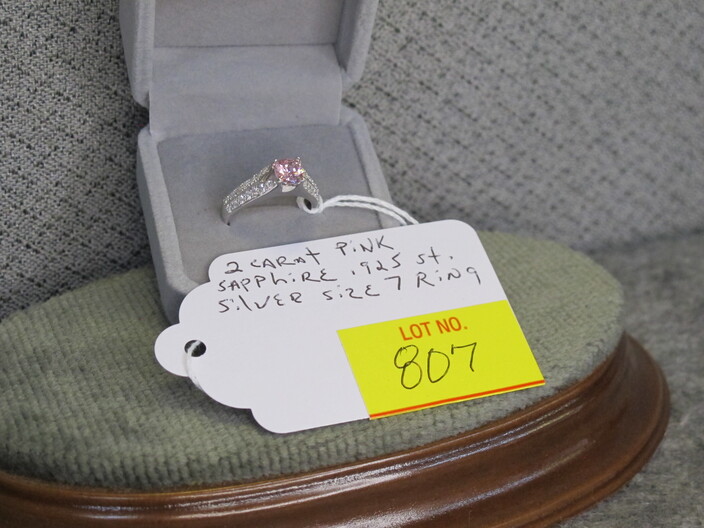 2 CARAT PINK
SAPPHIRE .925 St.
SilVER SIZE 7 RING
LOT NO.
807